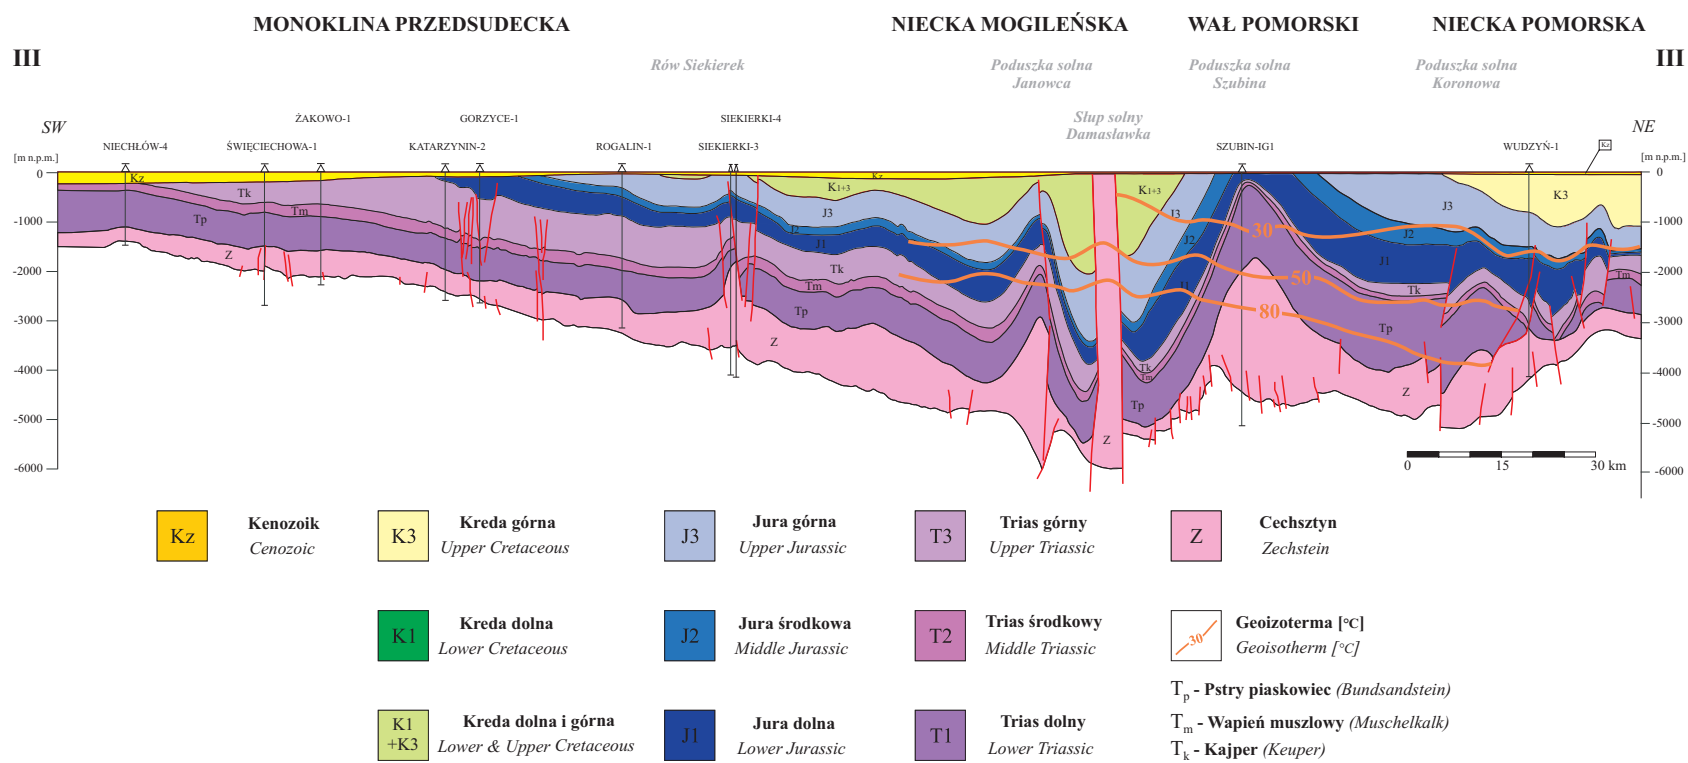 MONOKLINA PRZEDSUDECKA NIECKA MOGILEŃSKA WAŁ POMORSKI NIECKA POMORSKA
III III
Rów Siekierek Poduszka solna Poduszka solna Poduszka solna
Janowca Szubina Koronowa
Słup solny
Damasławka
ŻAKOWO-1 GORZYCE-1 SIEKIERKI-4
SW NE
NIECHŁÓW-4 ŚWIĘCIECHOWA-1 KATARZYNIN-2 ROGALIN-1 SIEKIERKI-3 SZUBIN-IG1 WUDZYŃ-1 Kz
[m n.p.m.] [m n.p.m.]
0 0
Kz Kz
Tk K1+3 K1+3 K3
Tm J3 J3 J3
Tp -1000 -1000
J2 30 J2 J2
J1 Z
Tk J1 Tm
-2000 -2000
Tm 50 J1 Tk
80 Tp
Tp -3000 -3000
Z
Tk
Tm
-4000 -4000
Tp Z
Z
-5000 -5000
-6000 -6000
0 15 30 km
Kz Kenozoik
Cenozoic
K3 Kreda górna
Upper Cretaceous
J3 Jura górna
Upper Jurassic
T3 Trias górny
Upper Triassic
Z Cechsztyn
Zechstein
K1 Kreda dolna
Lower Cretaceous
J2 Jura środkowa
Middle Jurassic
T2 Trias środkowy
Middle Triassic
30 Geoizoterma [°C]
Geoisotherm [°C]
K1
+K3
Kreda dolna i górna
Lower & Upper Cretaceous
J1 Jura dolna
Lower Jurassic
T1 Trias dolny
Lower Triassic
Tp - Pstry piaskowiec (Bundsandstein)
Tm - Wapień muszlowy (Muschelkalk)
Tk - Kajper (Keuper)